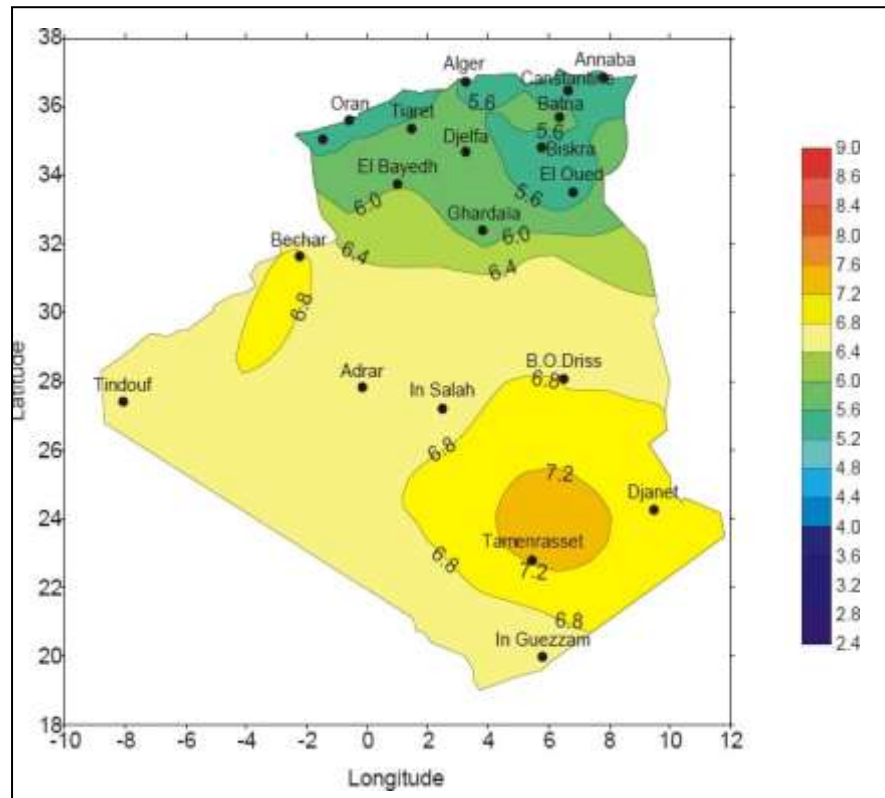 38
36
34
32
30
28
26
24
22
20
18
Latitude
-10 -8 -6 -4 -2 0 2 4 6 8 10 12
Longitude
Alger
Annaba
Canstantine
Oran
Tiaret
5.6
Batna
5.6
Djelfa
Biskra
El Bayedh
El Oued
5.6
6.0
Ghardaïa
6.0
Bechar
6.4
6.4
6.8
B.O.Driss
Adrar
6.8
Tindouf
In Salah
6.8
7.2
Djanet
Tamenrasset
6.8
7.2
6.8
In Guezzam
9.0
8.6
8.4
8.0
7.6
7.2
6.8
6.4
6.0
5.6
5.2
4.8
4.4
4.0
3.6
3.2
2.8
2.4